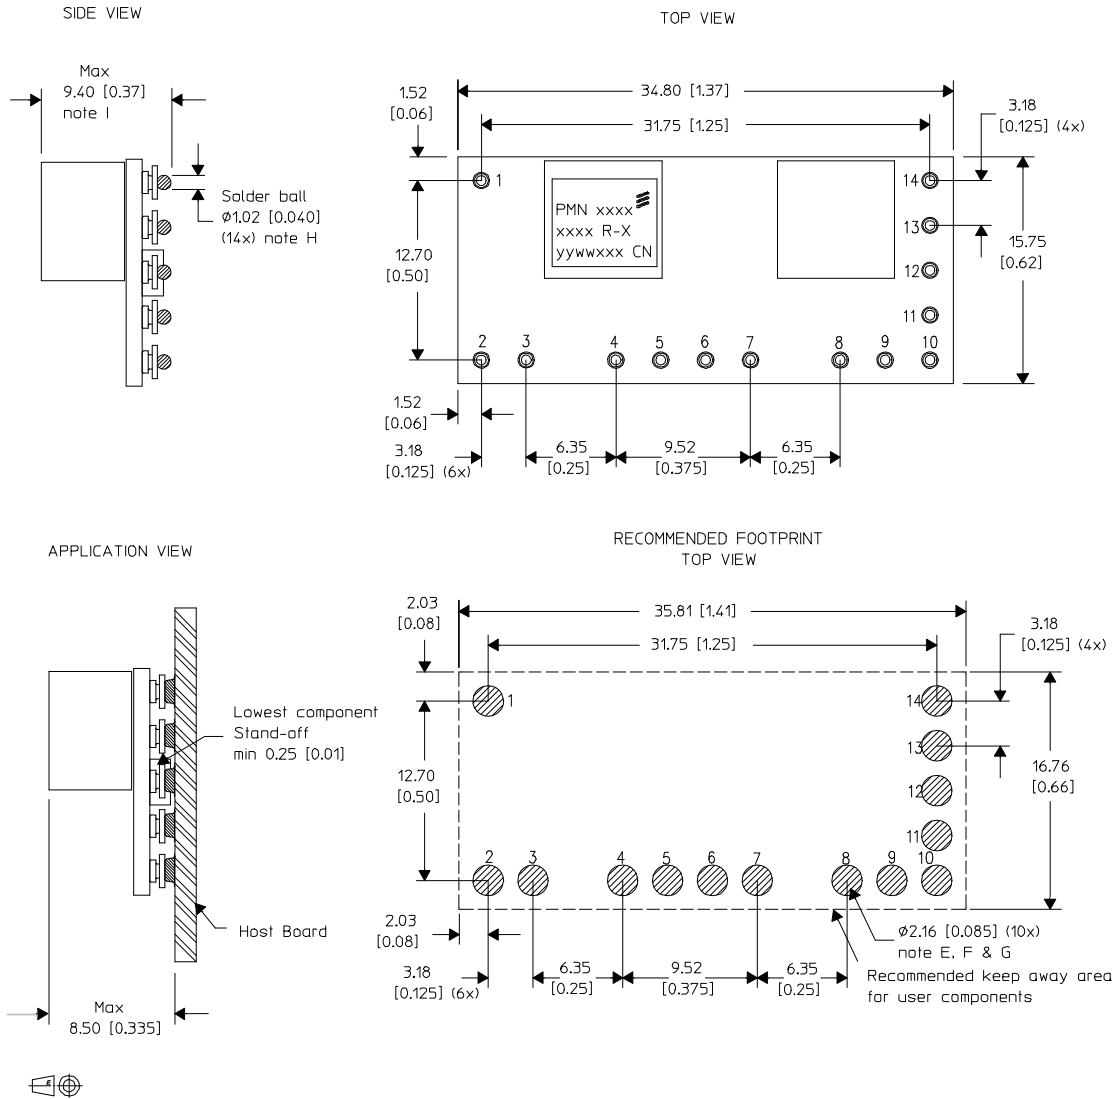 SIDE VIEW
Max
9.40 [0.37]
note I
Solder ball
ø1.02 [0.040]
(14x) note H
TOP VIEW
1.52
[0.06]
34.80 [1.37]
31.75 [1.25]
3.18
[0.125] (4x)
1
14
PMN xxxx
xxxx R-X
yywwxxx CN
13
12.70
[0.50]
15.75
[0.62]
12
11
2
3
4
5
6
7
8
9
10
1.52
[0.06]
3.18
[0.125] (6x)
6.35
[0.25]
9.52
[0.375]
6.35
[0.25]
APPLICATION VIEW
Lowest component
Stand-off
min 0.25 [0.01]
Host Board
Max
8.50 [0.335]
E
RECOMMENDED FOOTPRINT
TOP VIEW
2.03
[0.08]
35.81 [1.41]
31.75 [1.25]
3.18
[0.125] (4x)
1
14
13
12.70
[0.50]
16.76
[0.66]
12
11
2
3
4
5
6
7
8
9
10
2.03
[0.08]
3.18
[0.125] (6x)
6.35
[0.25]
9.52
[0.375]
6.35
[0.25]
ø2.16 [0.085] (10x)
note E, F & G
Recommended keep away area
for user components